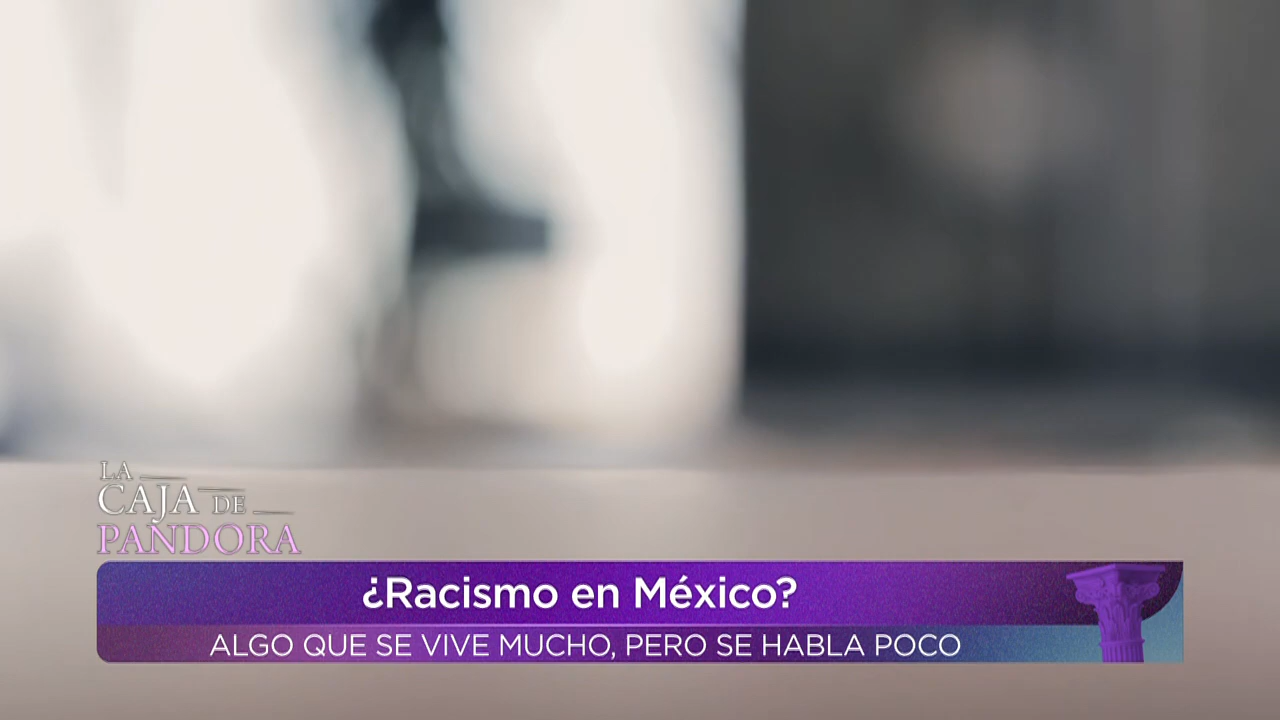 LA
CAJA DE
PANDORA
¿Racismo en México?
ALGO QUE SE VIVE MUCHO, PERO SE HABLA POCO